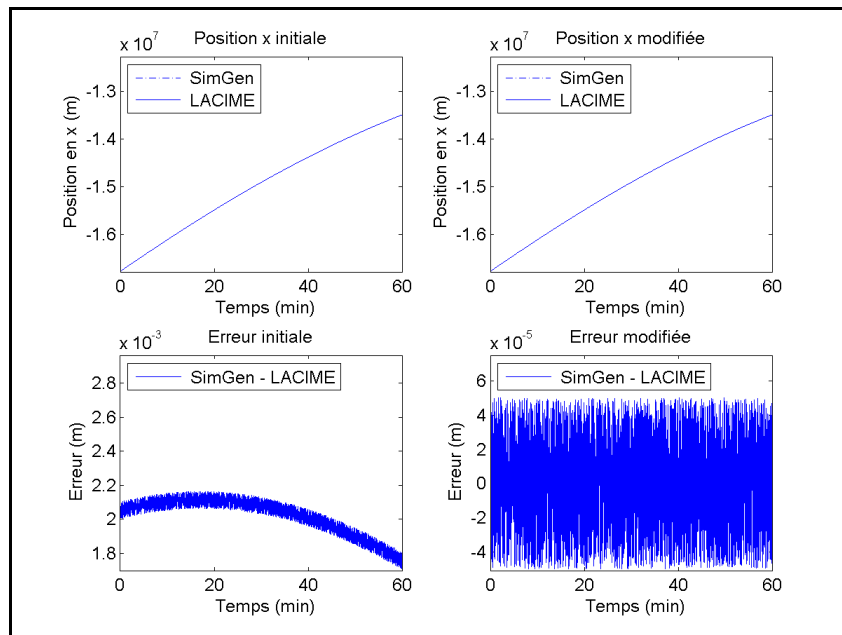 Position x initiale
x 10⁷
SimGen
LACIME
-1.3
-1.4
-1.5
-1.6
Position en x (m)
0 20 40 60
Temps (min)
Position x modifiée
x 10⁷
SimGen
LACIME
-1.3
-1.4
-1.5
-1.6
Position en x (m)
0 20 40 60
Temps (min)
Erreur initiale
x 10⁻³
SimGen - LACIME
2.8
2.6
2.4
2.2
2
1.8
Erreur (m)
0 20 40 60
Temps (min)
Erreur modifiée
x 10⁻⁵
SimGen - LACIME
6
4
2
0
-2
-4
Erreur (m)
0 20 40 60
Temps (min)